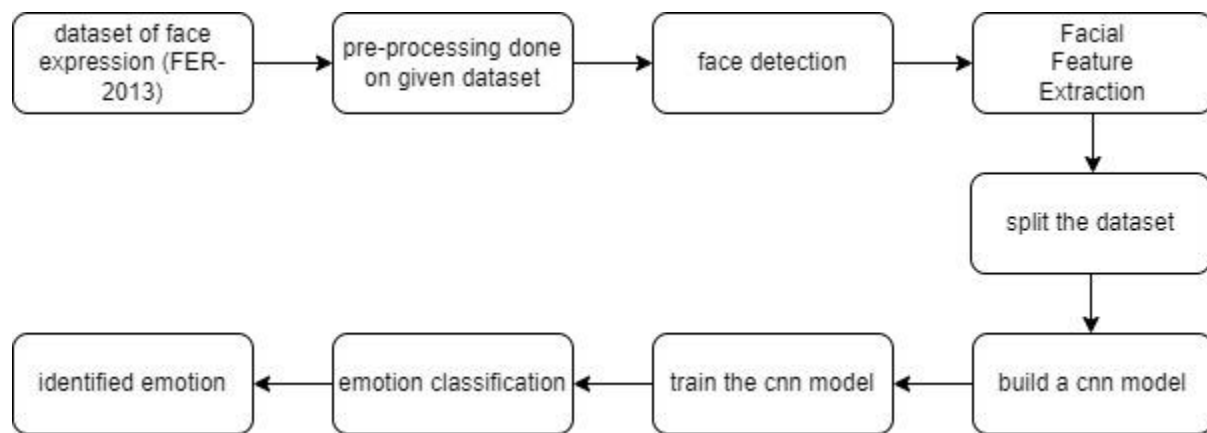 dataset of face
expression (FER-
2013)
pre-processing done
on given dataset
face detection
Facial
Feature
Extraction
split the dataset
build a cnn model
train the cnn model
emotion classification
identified emotion